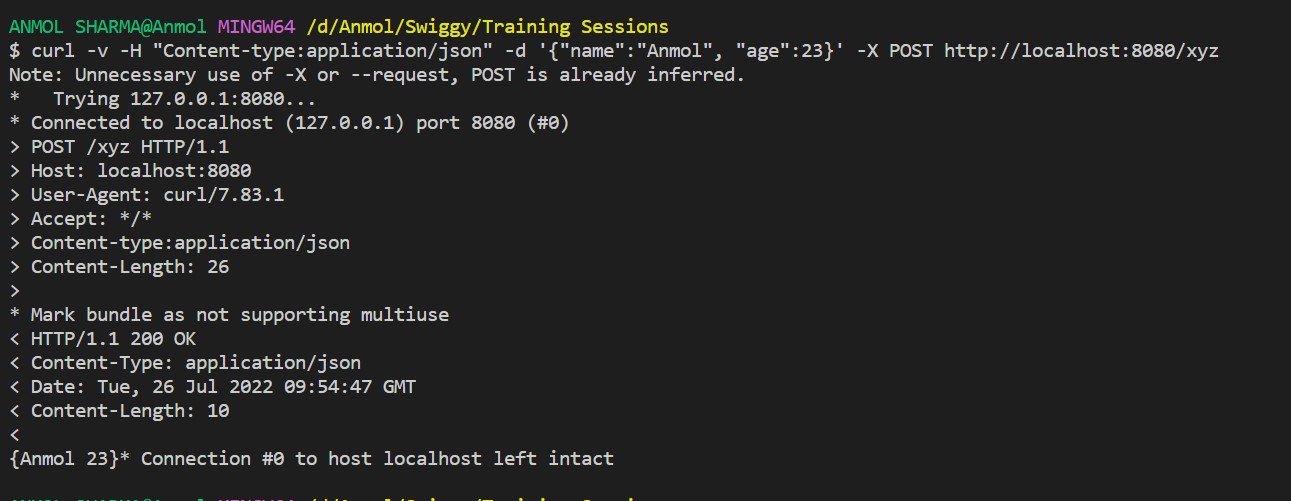 ANMOL SHARMA@Anmol MINGW64 /d/Anmol/Swiggy/Training Sessions
$ curl -v -H "Content-type:application/json" -d '{"name":"Anmol", "age":23}' -X POST http://localhost:8080/xyz
Note: Unnecessary use of -X or --request, POST is already inferred.
*   Trying 127.0.0.1:8080...
* Connected to localhost (127.0.0.1) port 8080 (#0)
> POST /xyz HTTP/1.1
> Host: localhost:8080
> User-Agent: curl/7.83.1
> Accept: */*
> Content-type:application/json
> Content-Length: 26
>
* Mark bundle as not supporting multiuse
< HTTP/1.1 200 OK
< Content-Type: application/json
< Date: Tue, 26 Jul 2022 09:54:47 GMT
< Content-Length: 10
<
{Anmol 23}* Connection #0 to host localhost left intact